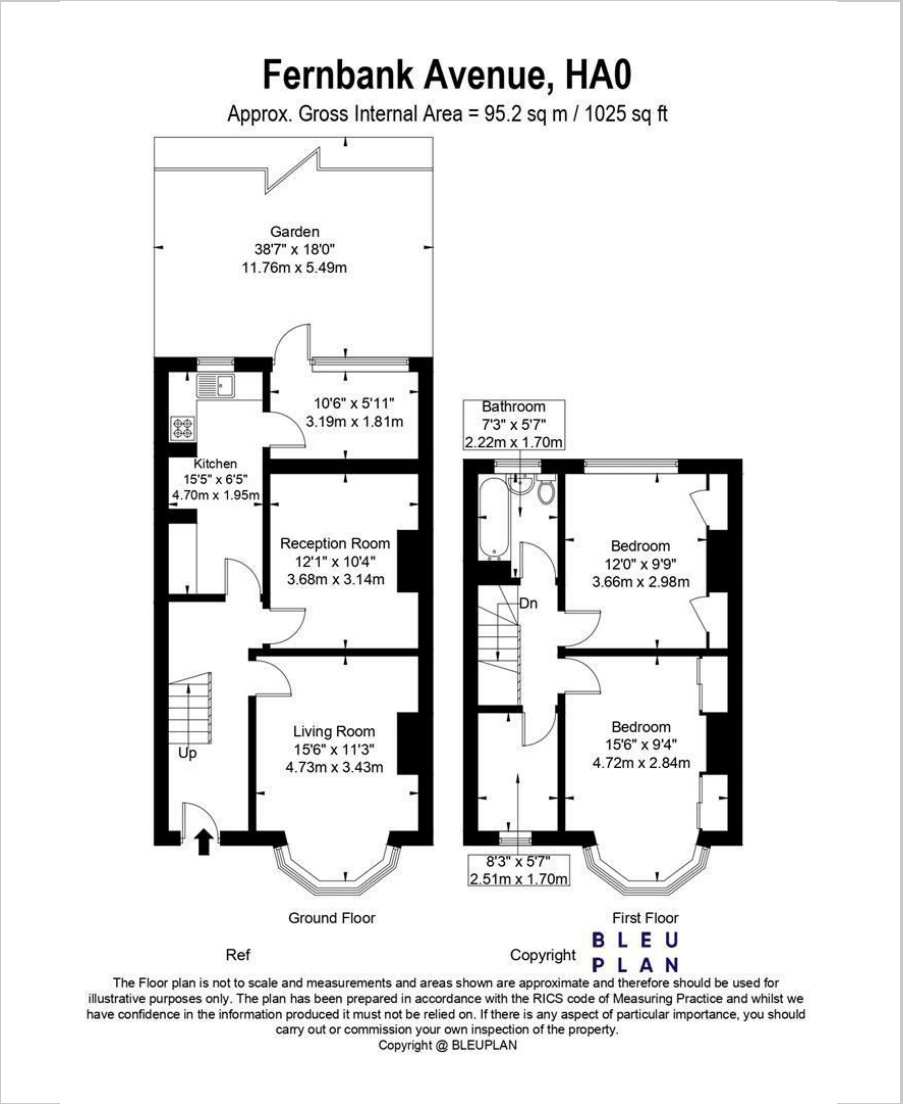 Fernbank Avenue, HA0
Approx. Gross Internal Area = 95.2 sq m / 1025 sq ft
Garden
38'7" x 18'0"
11.76m x 5.49m
10'6" x 5'11"
3.19m x 1.81m
Kitchen
15'5" x 6'5"
4.70m x 1.95m
Reception Room
12'1" x 10'4"
3.68m x 3.14m
Living Room
15'6" x 11'3"
4.73m x 3.43m
Up
Ground Floor
Bathroom
7'3" x 5'7"
2.22m x 1.70m
Bedroom
12'0" x 9'9"
3.66m x 2.98m
Dn
Bedroom
15'6" x 9'4"
4.72m x 2.84m
8'3" x 5'7"
2.51m x 1.70m
First Floor
Ref
Copyright
BLEU
PLAN
The Floor plan is not to scale and measurements and areas shown are approximate and therefore should be used for
illustrative purposes only. The plan has been prepared in accordance with the RICS code of Measuring Practice and whilst we
have confidence in the information produced it must not be relied on. If there is any aspect of particular importance, you should
carry out or commission your own inspection of the property.
Copyright @ BLEUPLAN